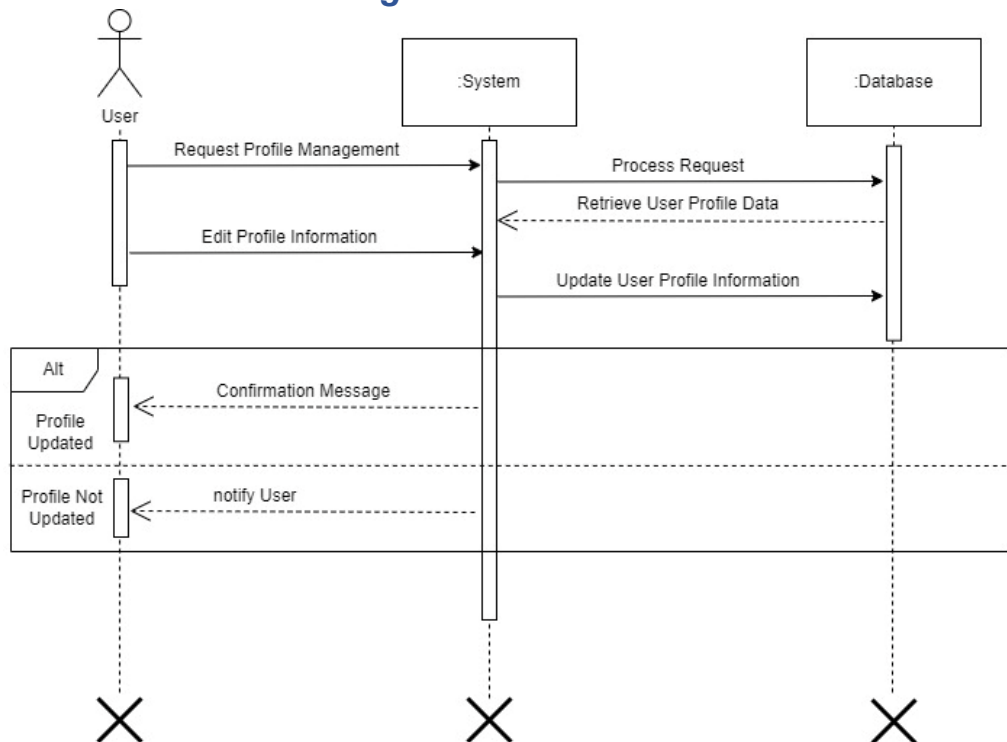 :System
:Database
User
Request Profile Management
Process Request
Retrieve User Profile Data
Edit Profile Information
Update User Profile Information
Alt
Confirmation Message
Profile
Updated
notify User
Profile Not
Updated